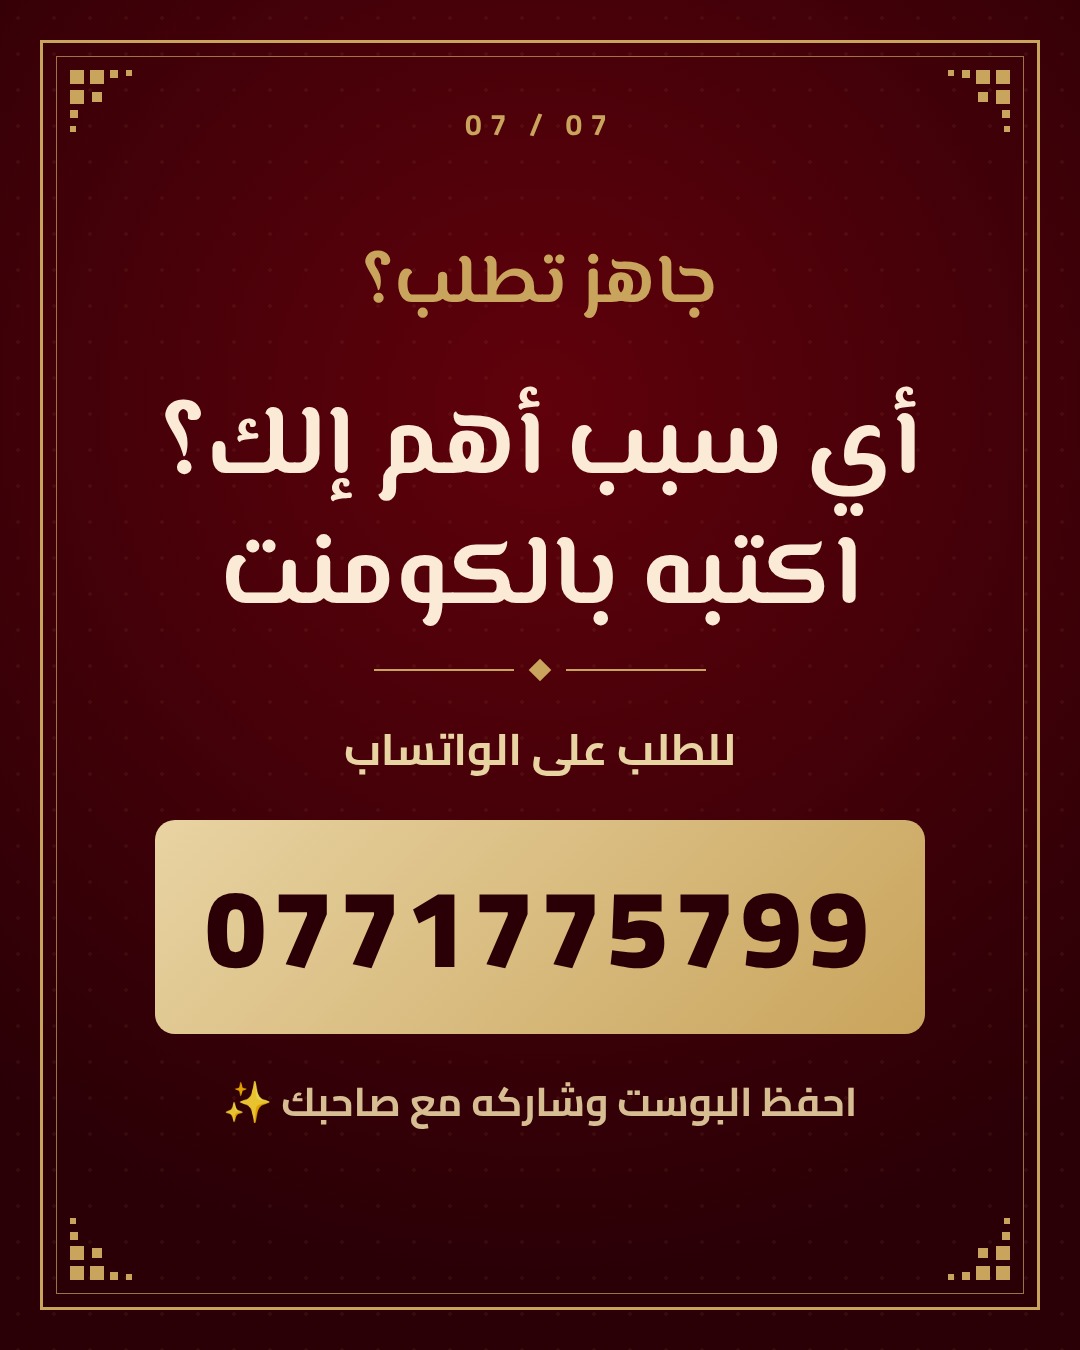 07 / 07
جاهز تطلب؟
أي سبب أهم إلك؟
اكتبه بالكومنت
للطلب على الواتساب
0771775799
احفظ البوست وشاركه مع صاحبك ✨